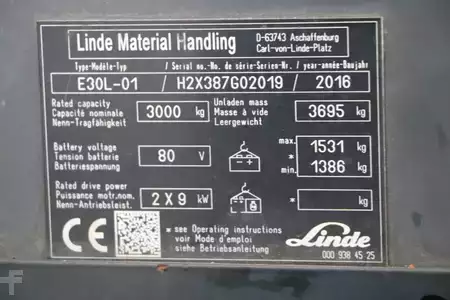 Linde Material Handling
D-63743 Aschaffenburg
Carl-von-Linde-Platz
Type-Modèle-Typ / Serial no.-No. de série-Serien-Nr. / year-année-Baujahr
E30L-01 / H2X387G02019 / 2016
Rated capacity
Capacité nominale
Nenn-Tragfähigkeit
3000 kg
Unladen mass
Masse à vide
Leergewicht
3695 kg
Battery voltage
Tension batterie
Batteriespannung
80 V
max. 1531 kg
*
min. 1386 kg
Rated drive power
Puissance motr.nom.
Nenn-Antriebsleist.
2 X 9 kW
* kg
CE
* see Operating instructions
voir Mode d'emploi
siehe Betriebsanleitung
Linde
000 938 45 25